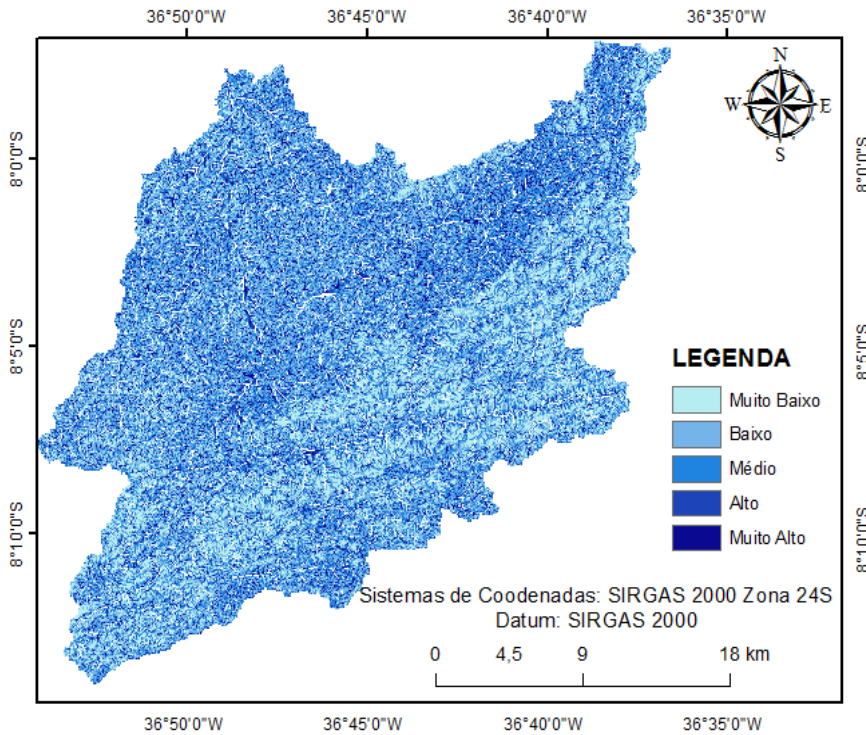 36°50'0"W 36°45'0"W 36°40'0"W 36°35'0"W
N
W E
S
8°0'0"S 8°0'0"S
8°5'0"S 8°5'0"S
LEGENDA
Muito Baixo
Baixo
Médio
Alto
Muito Alto
8°10'0"S 8°10'0"S
Sistemas de Coodenadas: SIRGAS 2000 Zona 24S
Datum: SIRGAS 2000
0 4,5 9 18 km
36°50'0"W 36°45'0"W 36°40'0"W 36°35'0"W